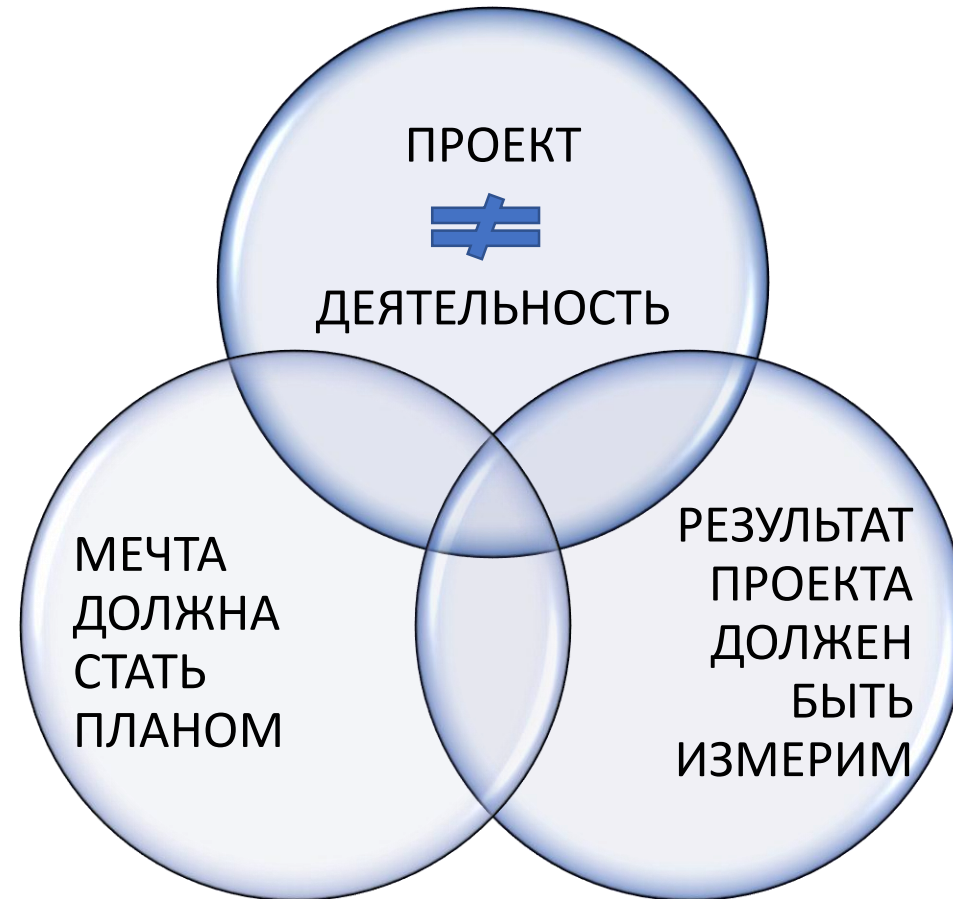 ПРОЕКТ
≠
ДЕЯТЕЛЬНОСТЬ
МЕЧТА
ДОЛЖНА
СТАТЬ
ПЛАНОМ
РЕЗУЛЬТАТ
ПРОЕКТА
ДОЛЖЕН
БЫТЬ
ИЗМЕРИМ